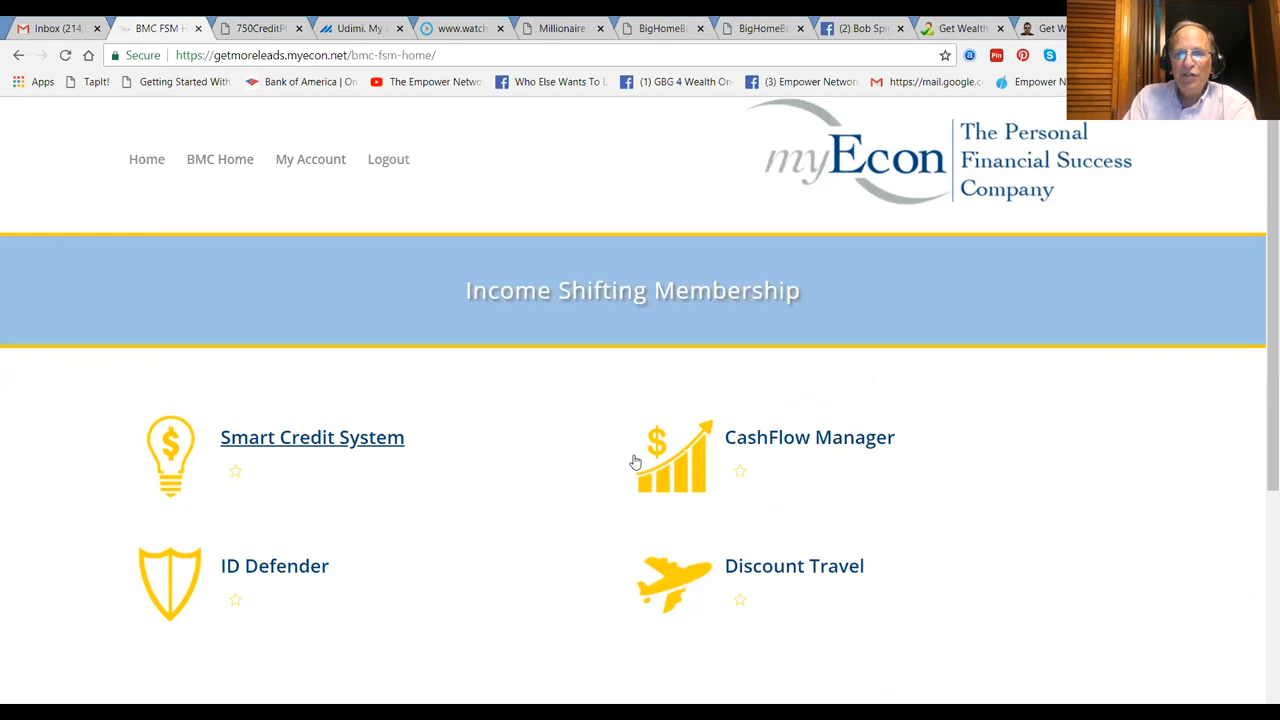 Inbox (214,
BMC FSM H
750CreditP
Udimi, M
www.watch
Millionaire
BigHomeB
BigHomeB
(2) Bob Spi
Get Wealth
Get W
Secure
https://getmoreleads.myecon.net/bmc-fsm-home/
Apps
Tapit!
Getting Started With
Bank of America | On
The Empower Netwo
Who Else Wants To L
(1) GBG 4 Wealth On
(3) Empower Network
https://mail.google.c
Empower N
Home
BMC Home
My Account
Logout
myEcon
The Personal
Financial Success
Company
Income Shifting Membership
Smart Credit System
CashFlow Manager
ID Defender
Discount Travel